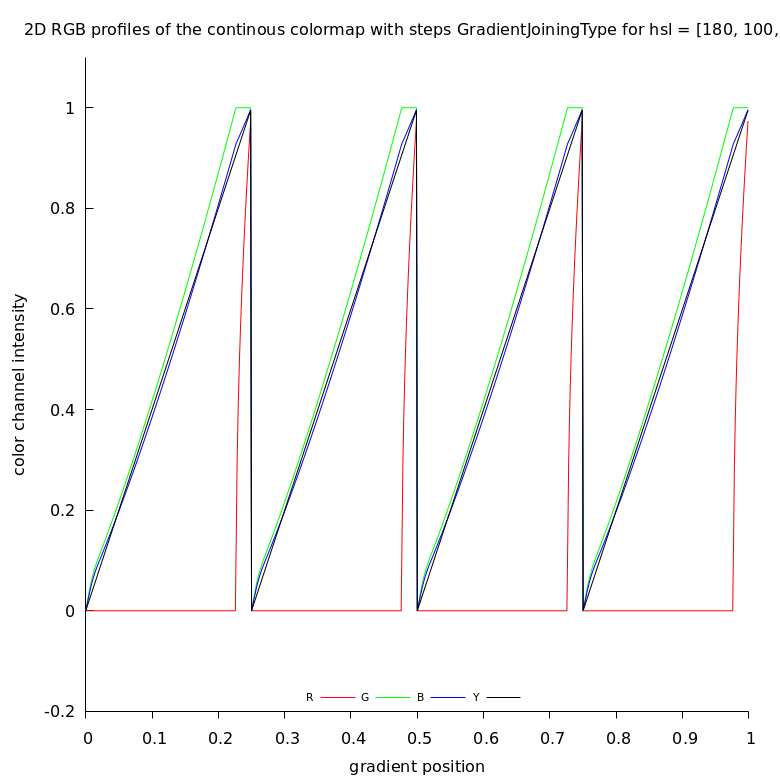 2D RGB profiles of the continous colormap with steps GradientJoiningType for hsl = [180, 100,
1
0.8
0.6
0.4
0.2
0
-0.2
color channel intensity
R G B Y
0 0.1 0.2 0.3 0.4 0.5 0.6 0.7 0.8 0.9 1
gradient position